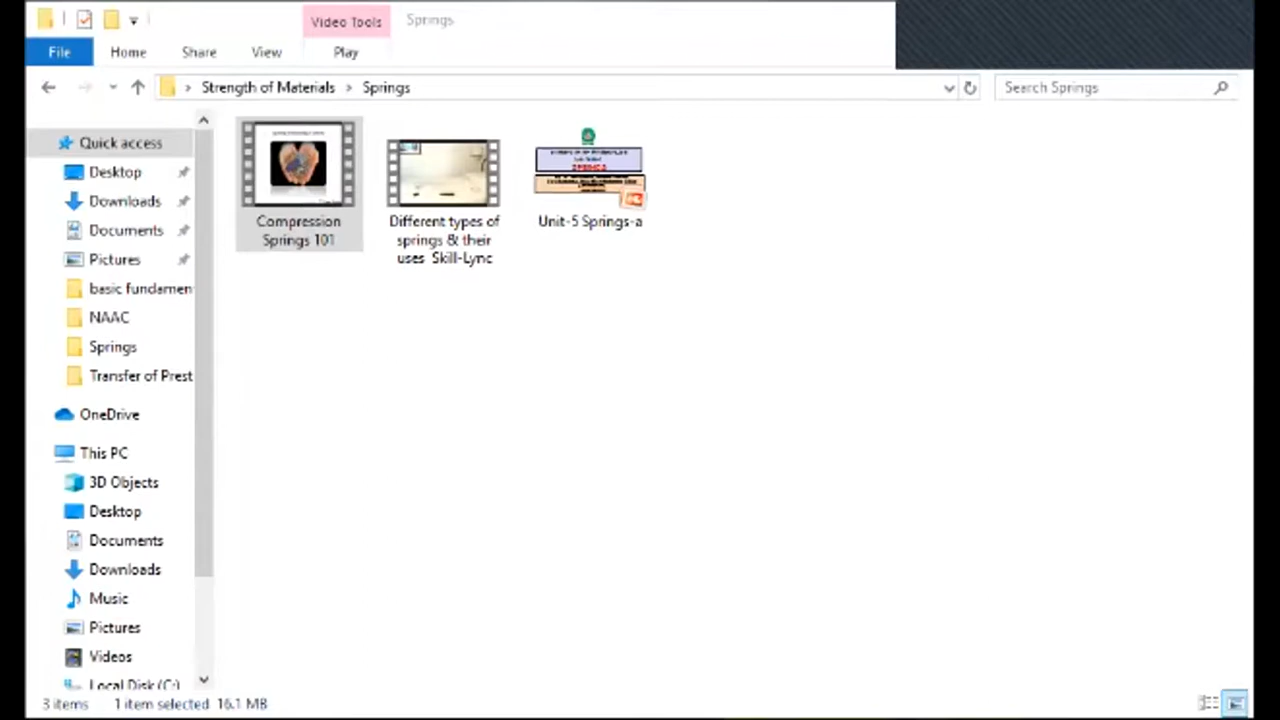 Video Tools
Springs
File
Home
Share
View
Play
Strength of Materials
Springs
Search Springs
Quick access
Desktop
Downloads
Documents
Pictures
basic fundamen
NAAC
Springs
Transfer of Prest
OneDrive
This PC
3D Objects
Desktop
Documents
Downloads
Music
Pictures
Videos
Local Disk (C:)
Compression
Springs 101
Different types of
springs & their
uses Skill-Lync
SPRINGS
Unit-5 Springs-a
3 items
1 item selected 16.1 MB